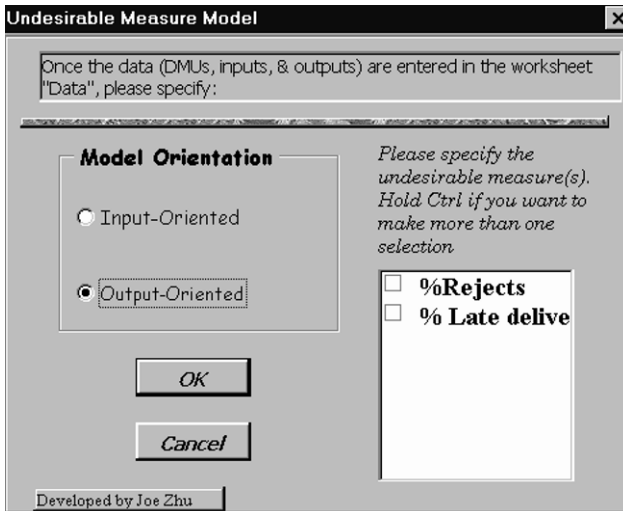 Undesirable Measure Model
Once the data (DMUs, inputs, & outputs) are entered in the worksheet
"Data", please specify:
Model Orientation
Input-Oriented
Output-Oriented
OK
Cancel
Please specify the
undesirable measure(s).
Hold Ctrl if you want to
make more than one
selection
%Rejects
% Late delive
Developed by Joe Zhu